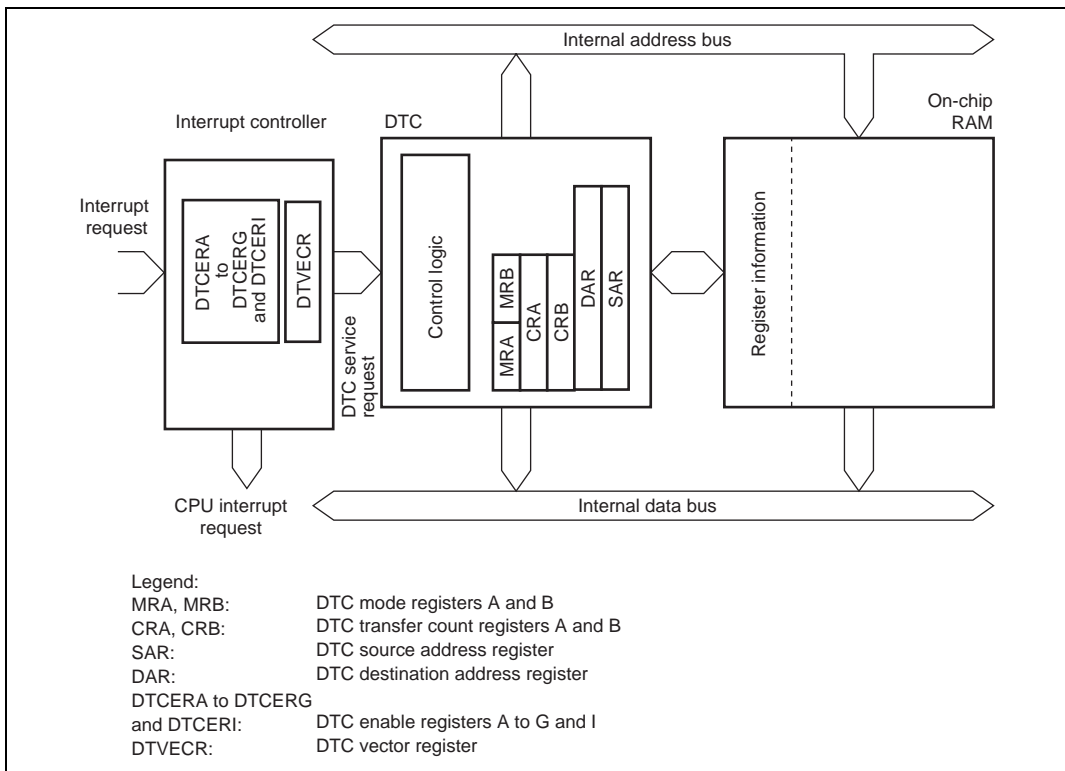 Internal address bus
Interrupt controller
DTC
On-chip
RAM
Interrupt
request
DTCERA
to
DTCERG
and DTCERI
DTVECR
DTC service
request
Control logic
MRA
MRB
CRA
CRB
DAR
SAR
Register information
CPU interrupt
request
Internal data bus
Legend:
MRA, MRB: DTC mode registers A and B
CRA, CRB: DTC transfer count registers A and B
SAR: DTC source address register
DAR: DTC destination address register
DTCERA to DTCERG
and DTCERI: DTC enable registers A to G and I
DTVECR: DTC vector register